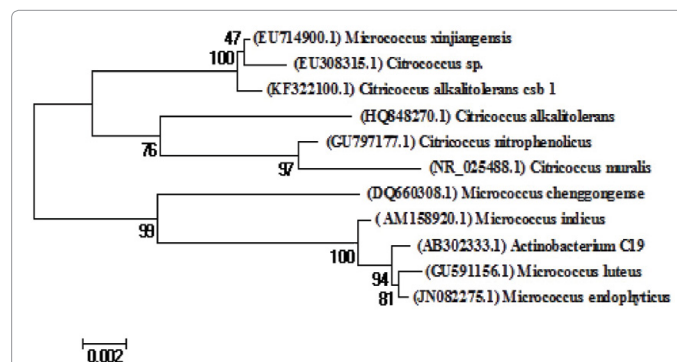 47 (EU714900.1) Micrococcus xinjiangensis
100 (EU308315.1) Citrococcus sp.
(KF322100.1) Citricoccus alkalitolerans csb 1
(HQ848270.1) Citricoccus alkalitolerans
76 (GU797177.1) Citricoccus nitrophenolicus
97 (NR_025488.1) Citricoccus muralis
(DQ660308.1) Micrococcus chenggongense
99 ( AM158920.1) Micrococcus indicus
100 (AB302333.1) Actinobacterium C19
94 (GU591156.1) Micrococcus luteus
81 (JN082275.1) Micrococcus endophyticus
0.002